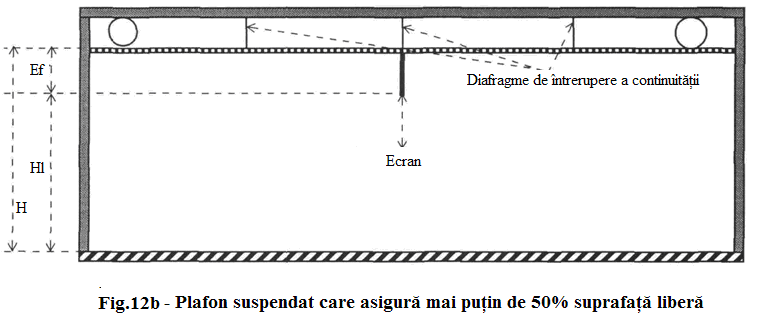 Ef
Diafragme de întrerupere a continuității
Ecran
Hl
H
Fig.12b - Plafon suspendat care asigură mai puțin de 50% suprafață liberă